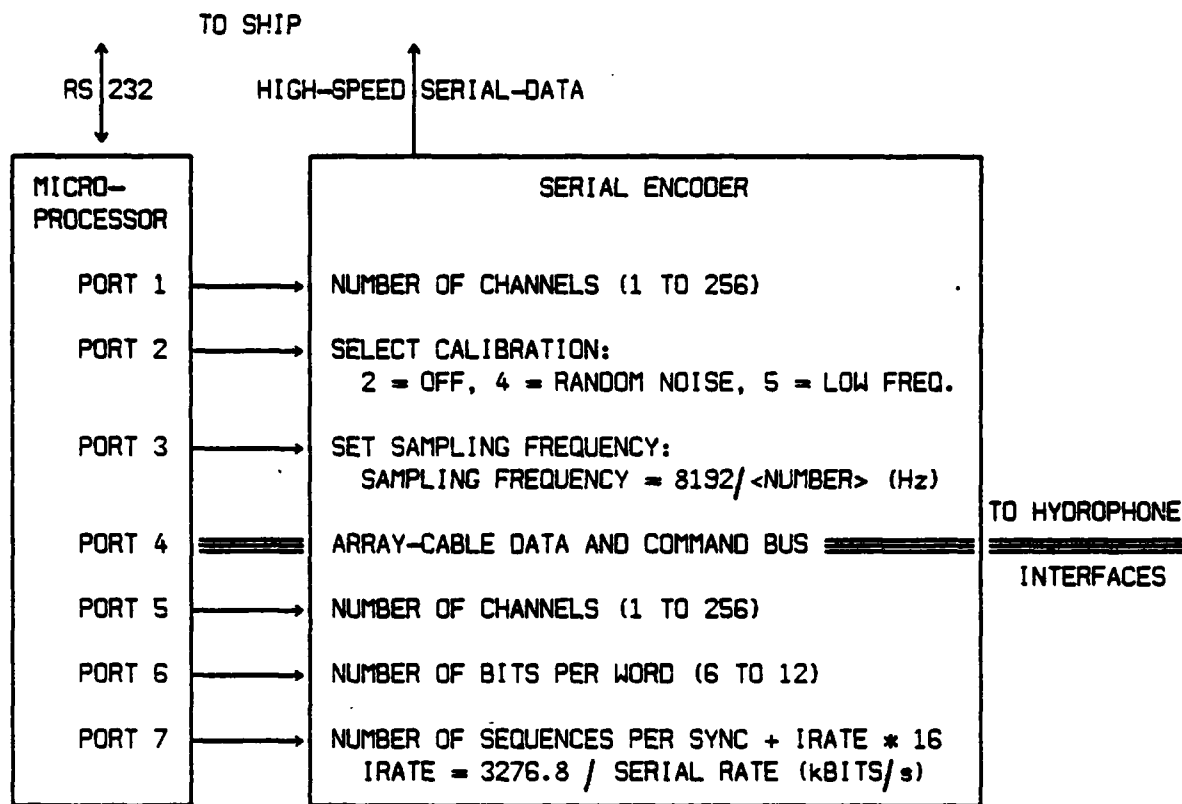 TO SHIP
RS 232
HIGH-SPEED SERIAL-DATA
MICRO-
PROCESSOR
SERIAL ENCODER
PORT 1
NUMBER OF CHANNELS (1 TO 256)
PORT 2
SELECT CALIBRATION:
2 = OFF, 4 = RANDOM NOISE, 5 = LOW FREQ.
PORT 3
SET SAMPLING FREQUENCY:
SAMPLING FREQUENCY = 8192/<NUMBER> (Hz)
TO HYDROPHONE
PORT 4
ARRAY-CABLE DATA AND COMMAND BUS
INTERFACES
PORT 5
NUMBER OF CHANNELS (1 TO 256)
PORT 6
NUMBER OF BITS PER WORD (6 TO 12)
PORT 7
NUMBER OF SEQUENCES PER SYNC + IRATE * 16
IRATE = 3276.8 / SERIAL RATE (kBITS/s)